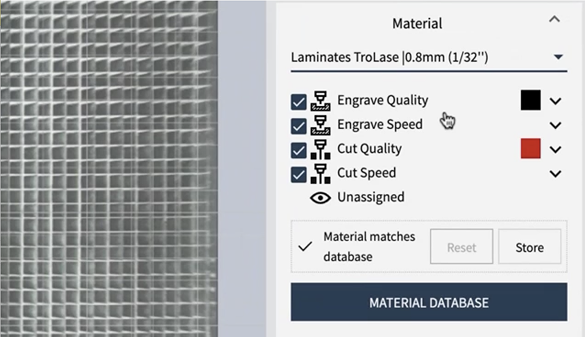 Material
Laminates TroLase |0.8mm (1/32'')
Engrave Quality
Engrave Speed
Cut Quality
Cut Speed
Unassigned
Material matches
database
Reset
Store
MATERIAL DATABASE